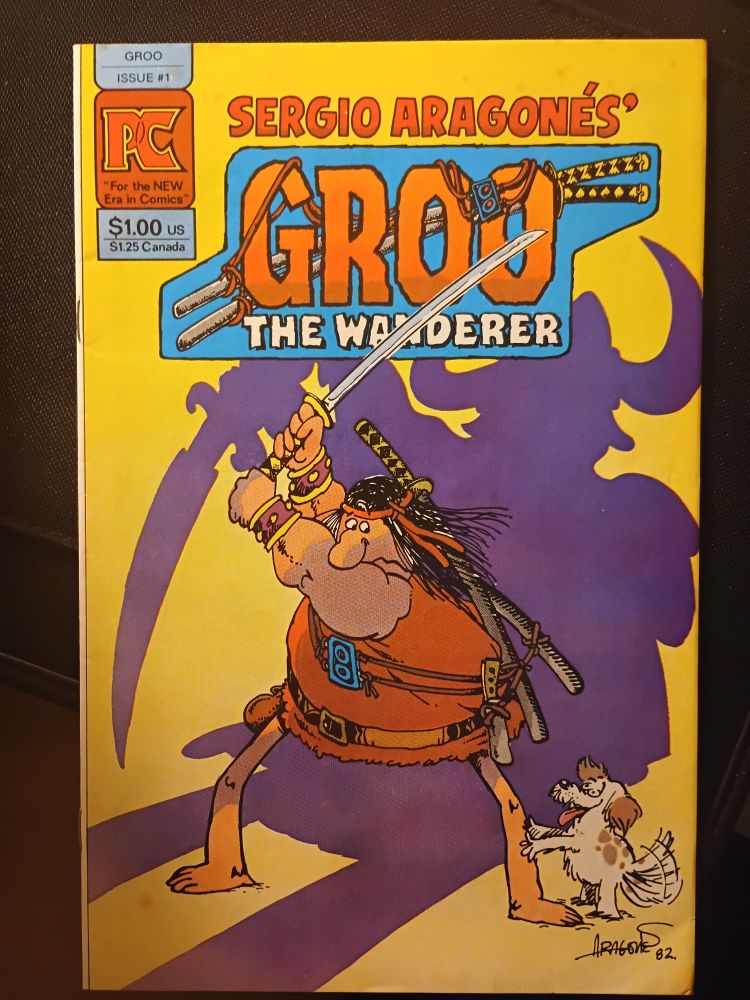 GROO
ISSUE #1
PC
"For the NEW
Era in Comics"
$1.00 US
$1.25 Canada
SERGIO ARAGONÉS'
GROO
THE WANDERER
ARAGONÉS 82.